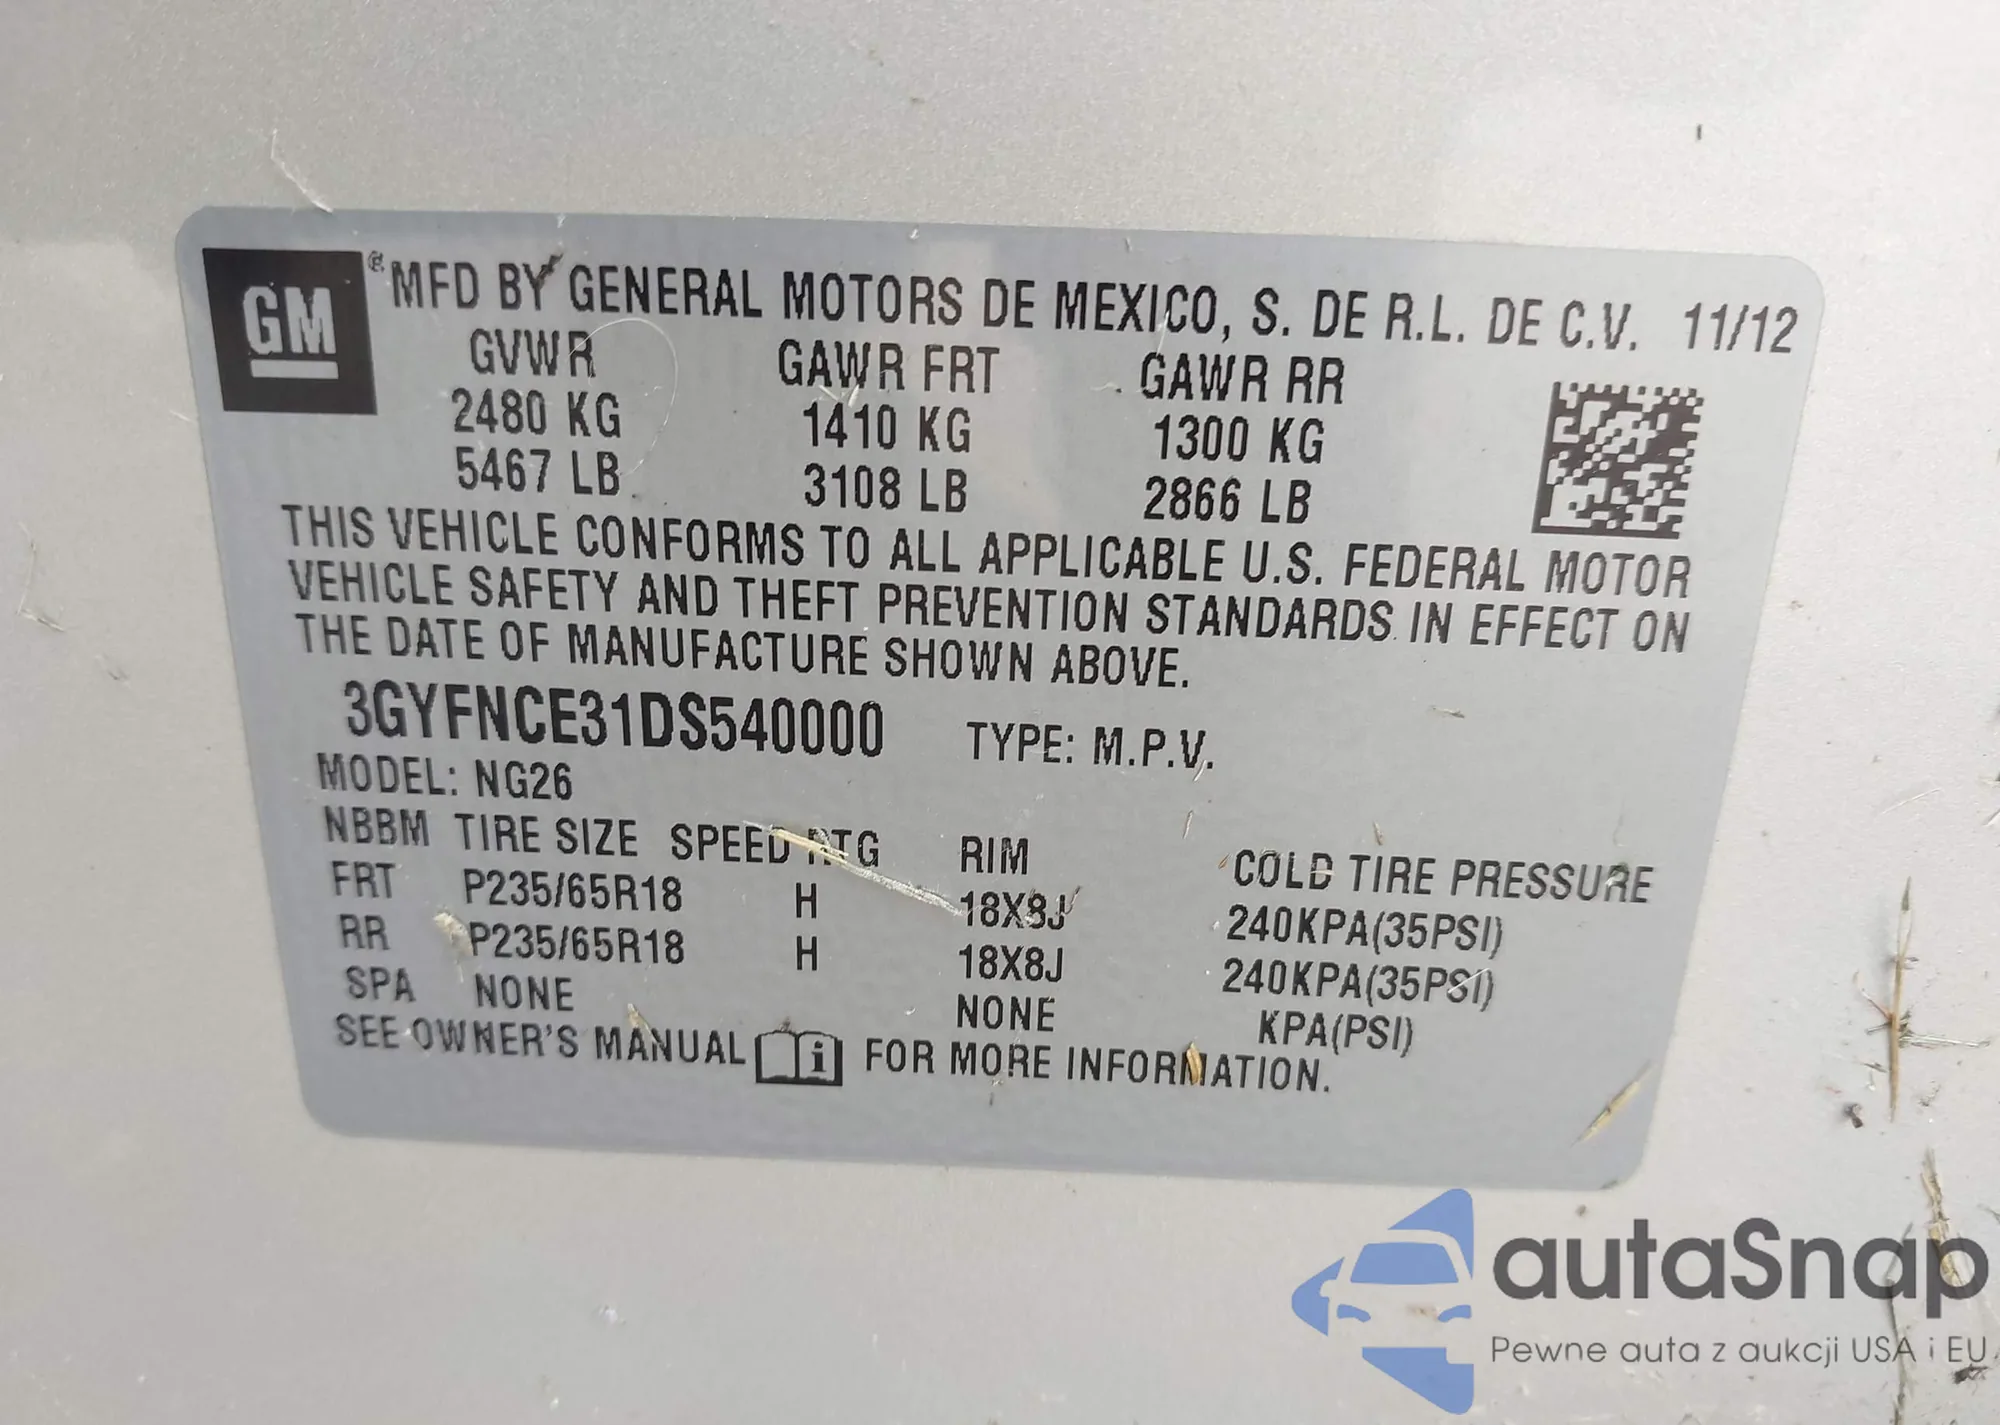 GM
® MFD BY GENERAL MOTORS DE MEXICO, S. DE R.L. DE C.V. 11/12
GVWR GAWR FRT GAWR RR
2480 KG 1410 KG 1300 KG
5467 LB 3108 LB 2866 LB
THIS VEHICLE CONFORMS TO ALL APPLICABLE U.S. FEDERAL MOTOR
VEHICLE SAFETY AND THEFT PREVENTION STANDARDS IN EFFECT ON
THE DATE OF MANUFACTURE SHOWN ABOVE.
3GYFNCE31DS540000 TYPE: M.P.V.
MODEL: NG26
NBBM TIRE SIZE SPEED RTG RIM COLD TIRE PRESSURE
FRT P235/65R18 H 18X8J 240KPA(35PSI)
RR P235/65R18 H 18X8J 240KPA(35PSI)
SPA NONE NONE KPA(PSI)
SEE OWNER'S MANUAL i FOR MORE INFORMATION.
autaSnap
Pewne auta z aukcji USA i EU.